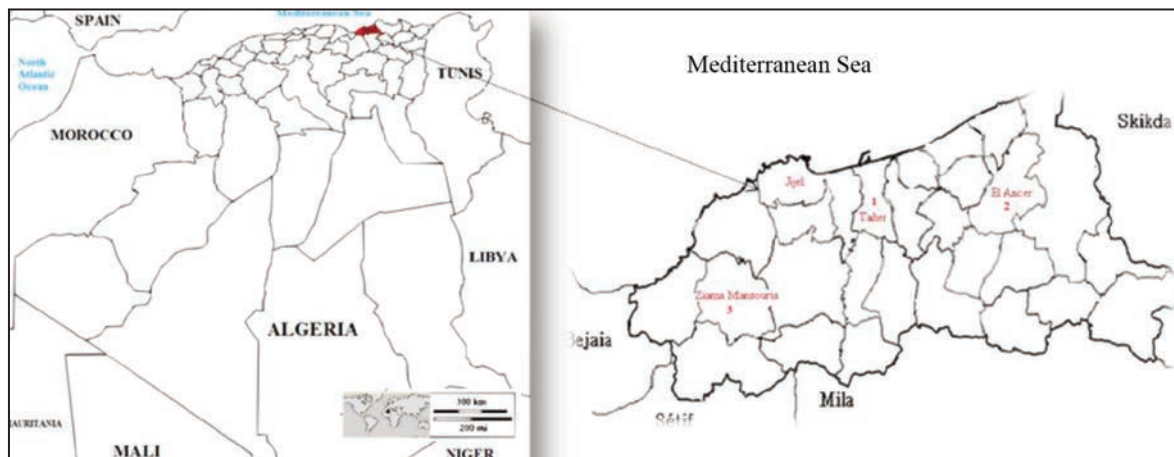 SPAIN
Mediterranean Sea
North
Atlantic
Ocean
TUNIS
MOROCCO
LIBYA
ALGERIA
300 km
200 mi
AURITANIA
MALI
NIGER
Mediterranean Sea
Skikda
Jijel
1
Taher
El Ancer
2
Ziama Mansouria
3
Bejaia
Mila
Sétif